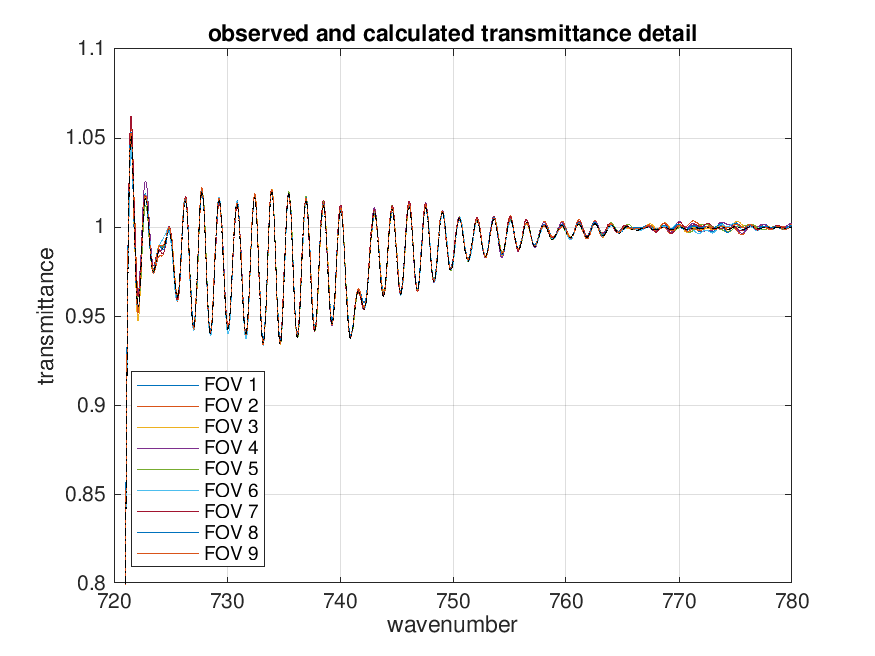 observed and calculated transmittance detail
1.1
1.05
1
0.95
0.9
0.85
0.8
transmittance
FOV 1
FOV 2
FOV 3
FOV 4
FOV 5
FOV 6
FOV 7
FOV 8
FOV 9
720 730 740 750 760 770 780
wavenumber